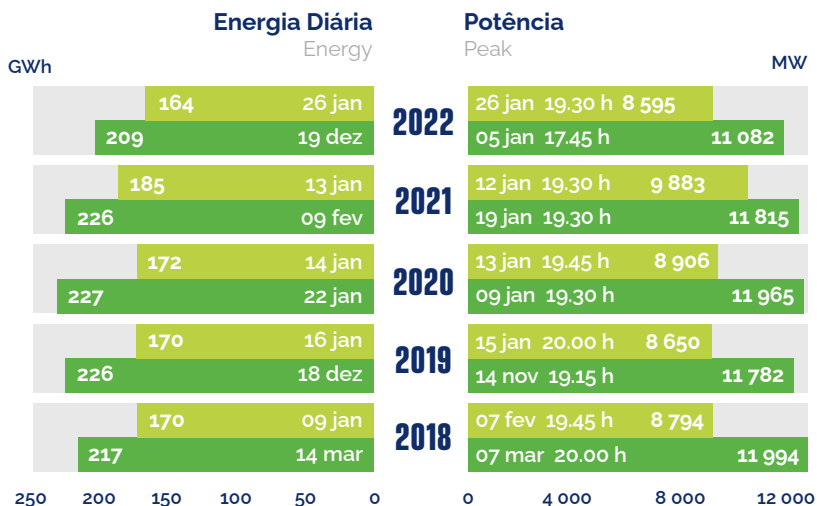 Energia Diária
Energy
GWh
Potência
Peak
MW
164 26 jan
209 19 dez
2022
26 jan 19.30 h 8 595
05 jan 17.45 h 11 082
185 13 jan
226 09 fev
2021
12 jan 19.30 h 9 883
19 jan 19.30 h 11 815
172 14 jan
227 22 jan
2020
13 jan 19.45 h 8 906
09 jan 19.30 h 11 965
170 16 jan
226 18 dez
2019
15 jan 20.00 h 8 650
14 nov 19.15 h 11 782
170 09 jan
217 14 mar
2018
07 fev 19.45 h 8 794
07 mar 20.00 h 11 994
250 200 150 100 50 0
0 4 000 8 000 12 000